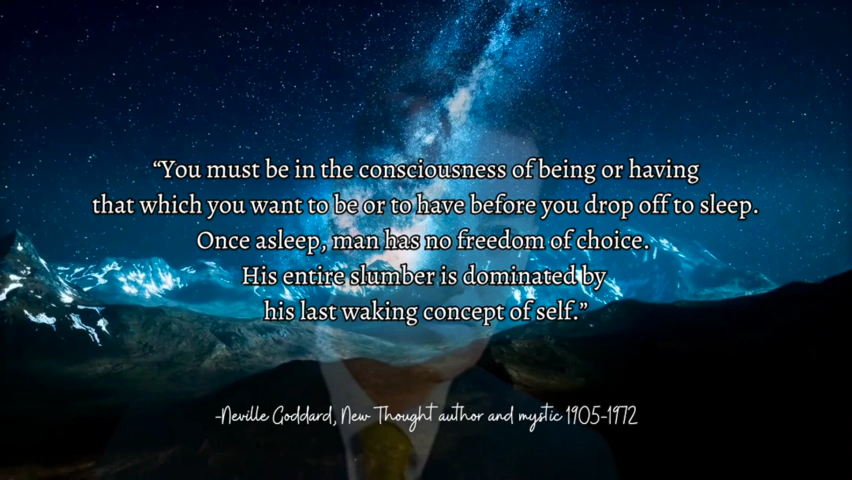 “You must be in the consciousness of being or having
that which you want to be or to have before you drop off to sleep.
Once asleep, man has no freedom of choice.
His entire slumber is dominated by
his last waking concept of self.”
-Neville Goddard, New Thought author and mystic 1905-1972